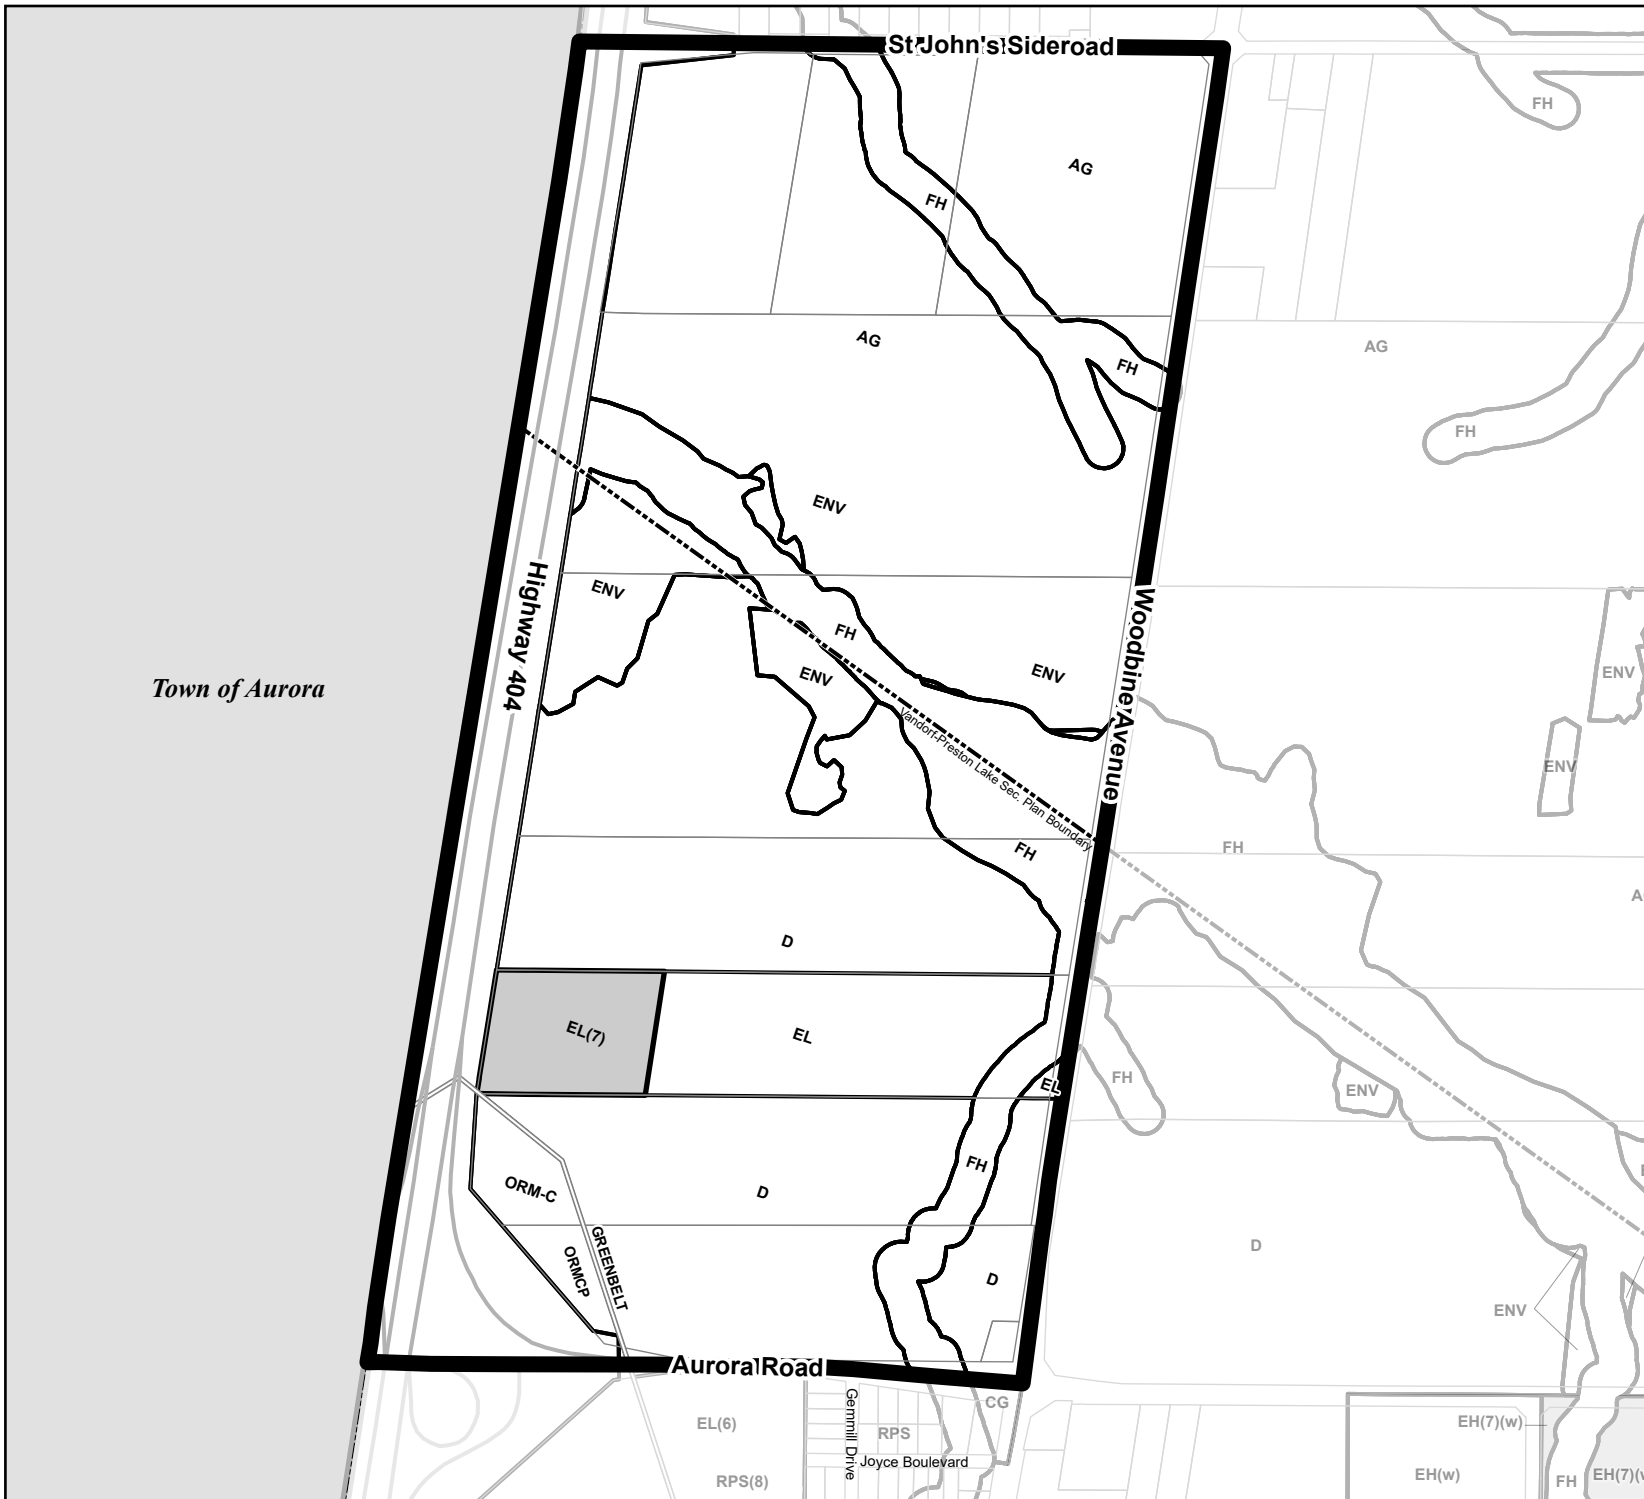 St John's Sideroad
FH
AG
FH
AG
AG
FH
FH
ENV
Highway 404
ENV
Woodbine Avenue
FH
ENV
ENV
ENV
Town of Aurora
Vandorf-Preston Lake Sec. Plan Boundary
ENV
FH
FH
D
EL(7)
EL
EL
FH
ENV
FH
ORM-C
D
GREENBELT
ORMCP
D
D
ENV
Aurora Road
Gemmill Drive
CG
EL(6)
RPS
EH(7)(w)
Joyce Boulevard
RPS(8)
EH(w)
FH